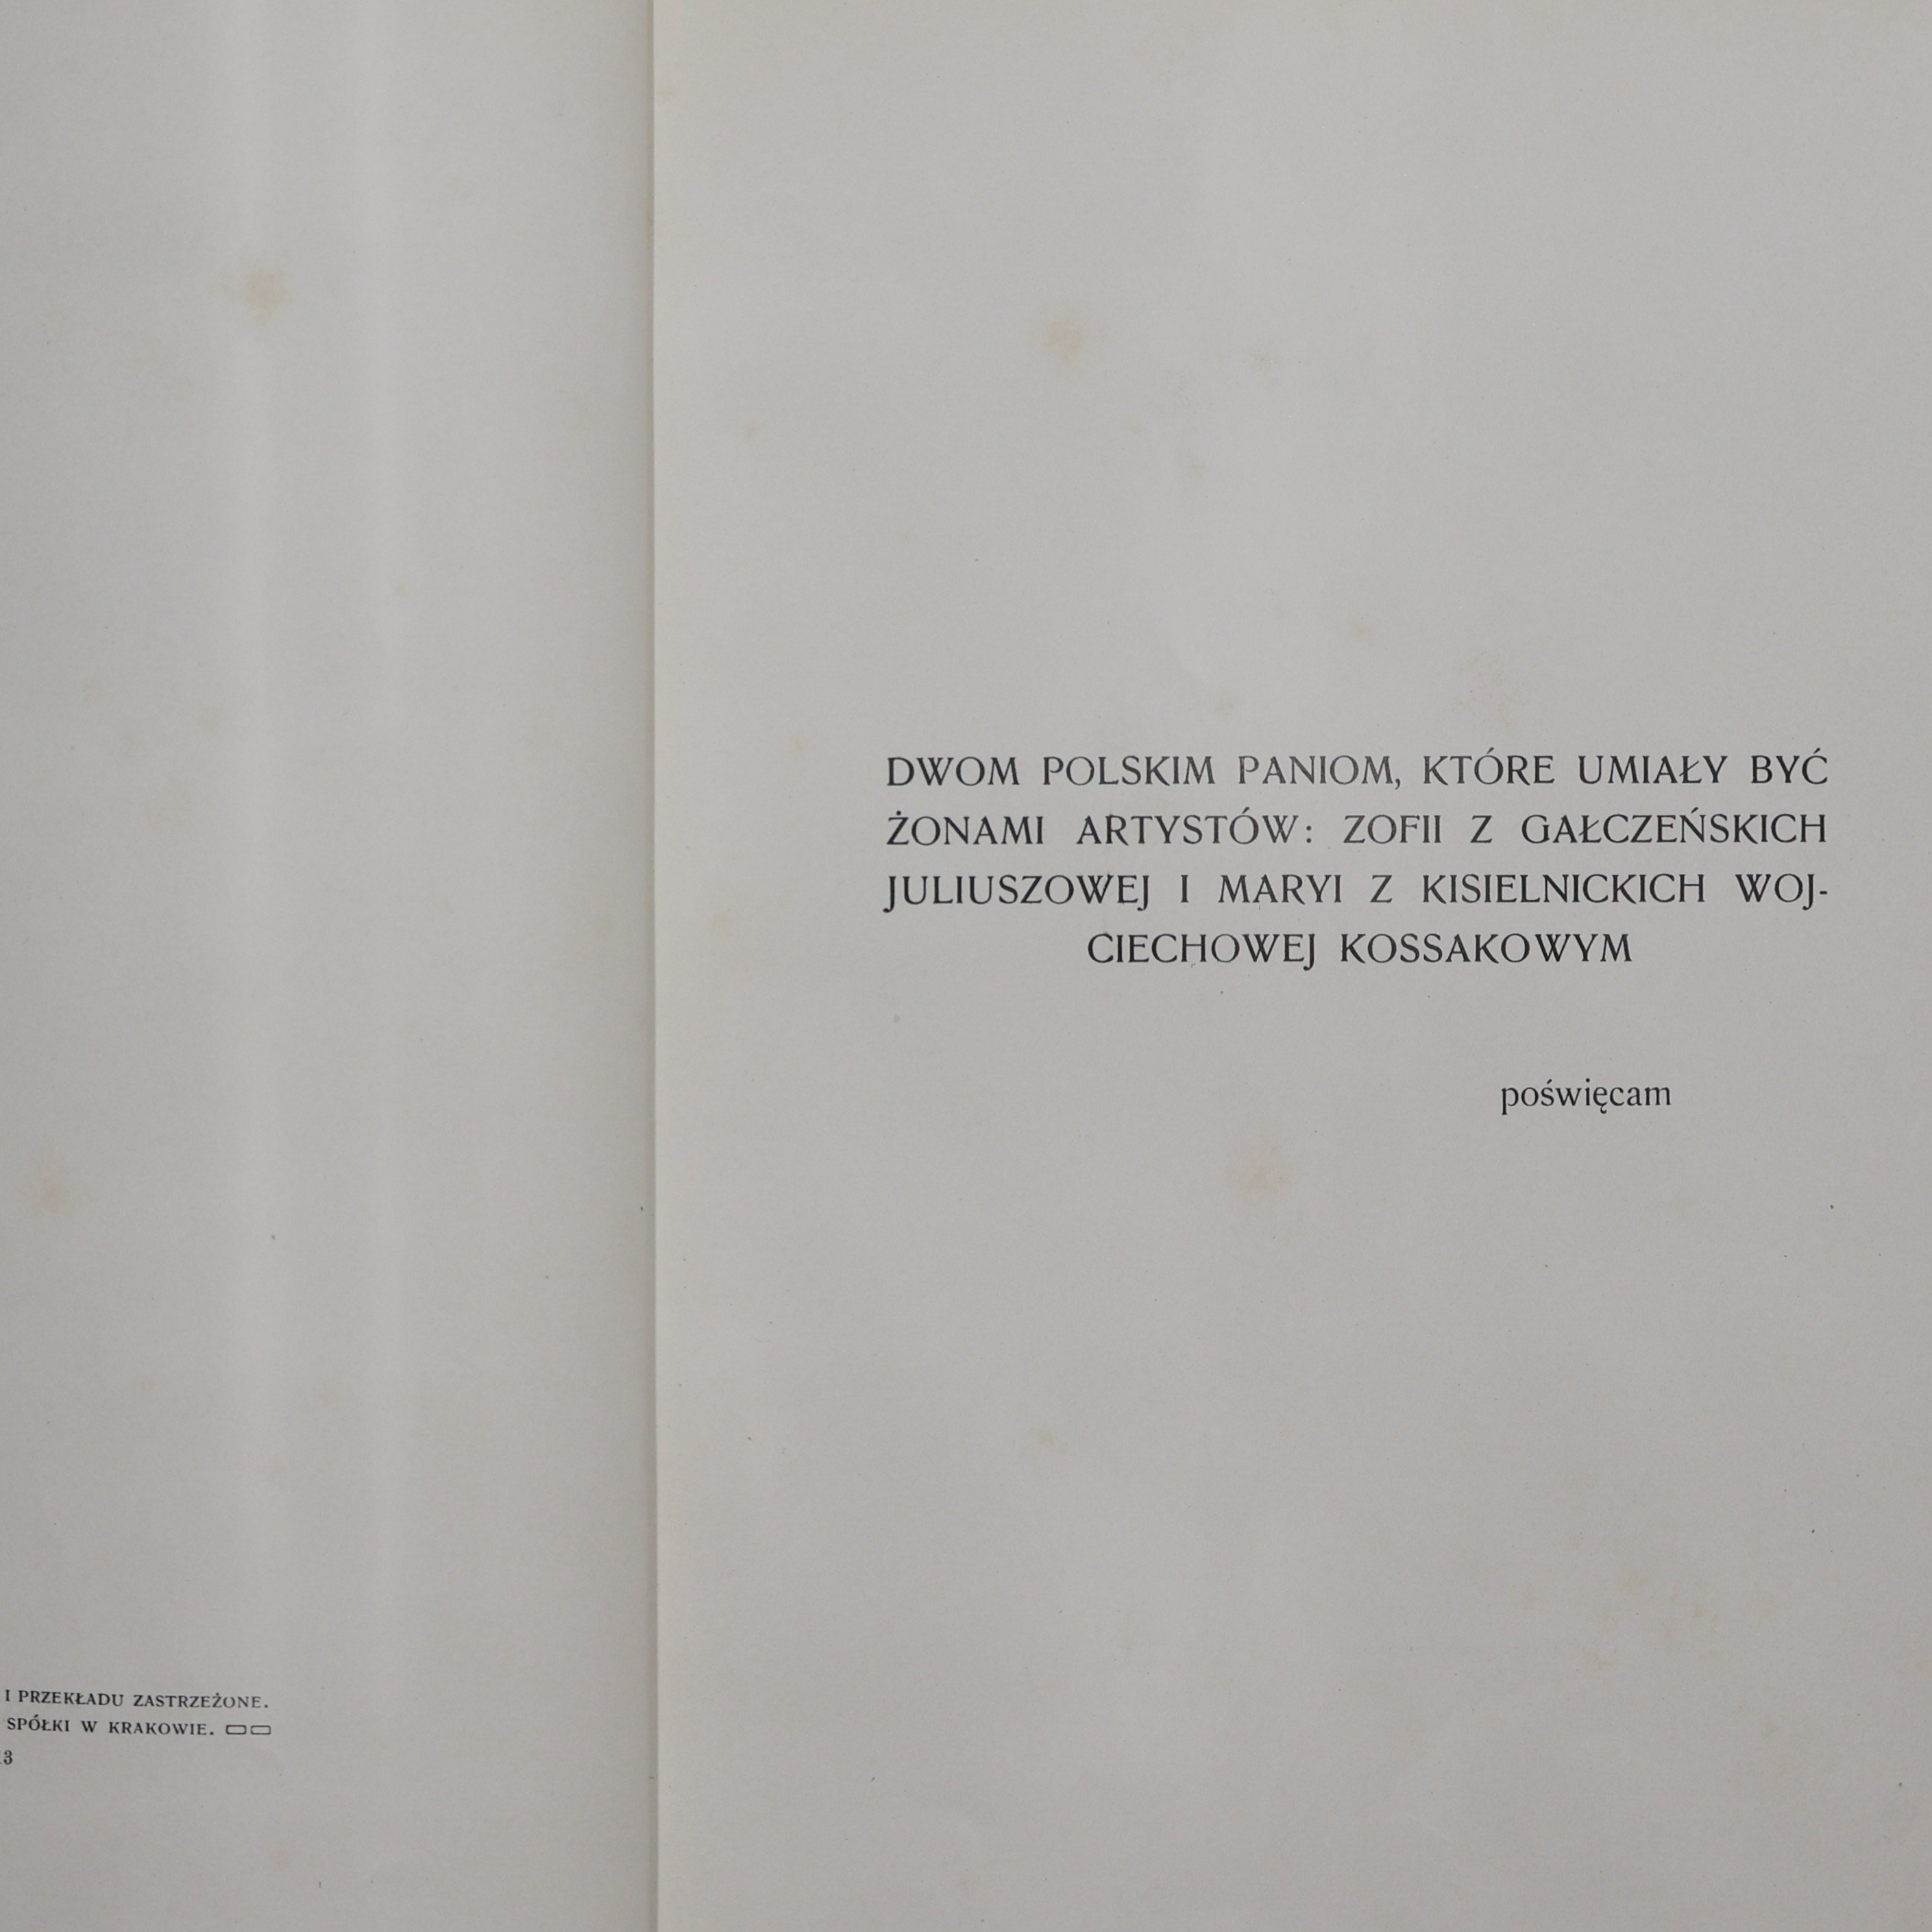 I PRZEKŁADU ZASTRZEŻONE.
SPÓŁKI W KRAKOWIE.
3
DWOM POLSKIM PANIOM, KTÓRE UMIAŁY BYĆ
ŻONAMI ARTYSTÓW: ZOFII Z GAŁCZEŃSKICH
JULIUSZOWEJ I MARYI Z KISIELNICKICH WOJ-
CIECHOWEJ KOSSAKOWYM
poświęcam